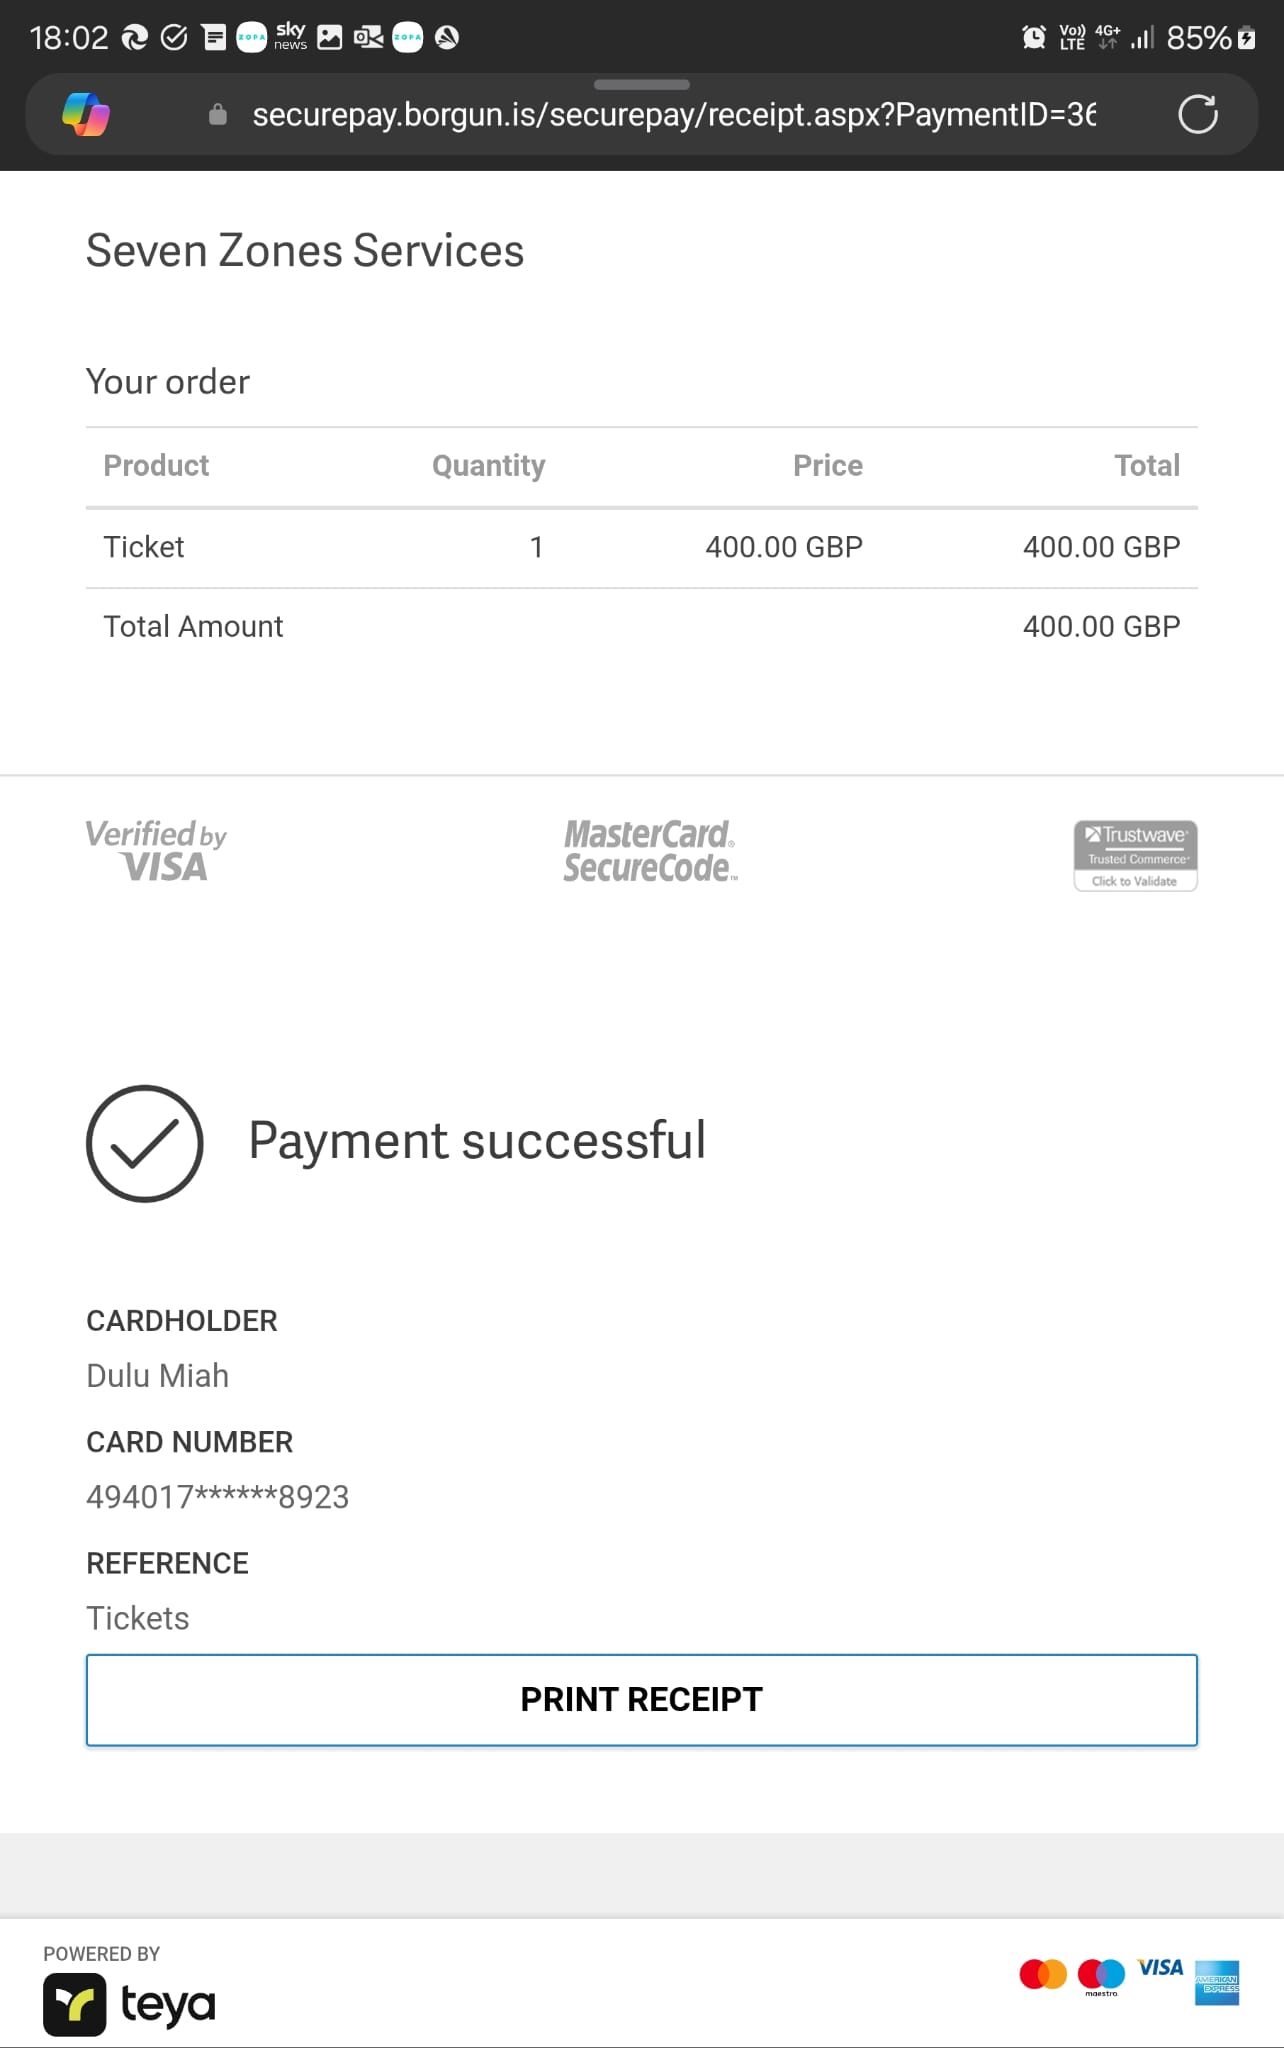 18:02 ZOPA sky news ZOPA Vo)) LTE 4G+ 85%
securepay.borgun.is/securepay/receipt.aspx?PaymentID=36
Seven Zones Services
Your order
Product Quantity Price Total
Ticket 1 400.00 GBP 400.00 GBP
Total Amount 400.00 GBP
Verified by
VISA
MasterCard®
SecureCode™
Trustwave®
Trusted Commerce®
Click to Validate
Payment successful
CARDHOLDER
Dulu Miah
CARD NUMBER
494017******8923
REFERENCE
Tickets
PRINT RECEIPT
POWERED BY
teya
maestro
VISA
AMERICAN
EXPRESS